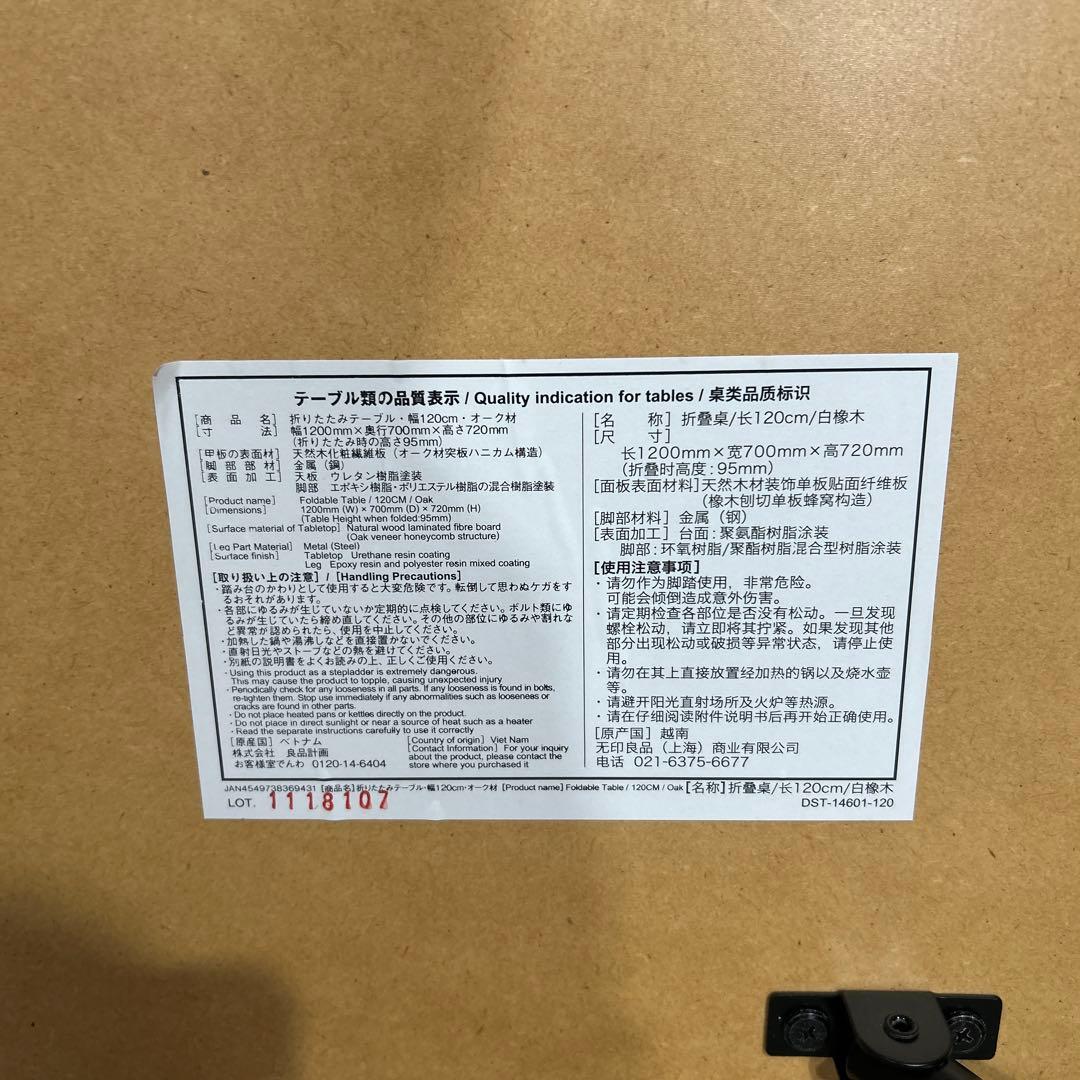 テーブル類の品質表示 / Quality indication for tables / 桌类品质标识
[商品名] 折りたたみテーブル・幅120cm・オーク材
[寸法] 幅1200mm×奥行700mm×高さ720mm
(折りたたみ時の高さ95mm)
[甲板の表面材] 天然木化粧繊維板(オーク材突板ハニカム構造)
[脚部部材] 金属(鋼)
[表面加工] 天板 ウレタン樹脂塗装
脚部 エポキシ樹脂・ポリエステル樹脂の混合樹脂塗装
[Product name] Foldable Table / 120CM / Oak
[Dimensions] 1200mm (W) × 700mm (D) × 720mm (H)
(Table Height when folded:95mm)
[Surface material of Tabletop] Natural wood laminated fibre board
(Oak veneer honeycomb structure)
[Leg Part Material] Metal (Steel)
[Surface finish] Tabletop Urethane resin coating
Leg Epoxy resin and polyester resin mixed coating
[取り扱い上の注意] / [Handling Precautions]
・踏み台のかわりとして使用すると大変危険です。転倒して思わぬケガをす
るおそれがあります。
・各部にゆるみが生じていないか定期的に点検してください。ボルト類にゆ
るみが生じていたら締め直してください。その他の部位にゆるみや割れな
ど異常が認められたら、使用を中止してください。
・加熱した鍋や湯沸しなどを直接置かないでください。
・直射日光やストーブなどの熱を避けてください。
・別紙の説明書をよくお読みの上、正しくご使用ください。
・Using this product as a stepladder is extremely dangerous.
This may cause the product to topple, causing unexpected injury
・Periodically check for any looseness in all parts. If any looseness is found in bolts,
re-tighten them. Stop use immediately if any abnormalities such as looseness or
cracks are found in other parts.
・Do not place heated pans or kettles directly on the product.
・Do not place in direct sunlight or near a source of heat such as a heater
・Read the separate instructions carefully to use it correctly
[原産国] ベトナム
株式会社 良品計画
お客様室でんわ 0120-14-6404
[Country of origin] Viet Nam
[Contact Information] For your inquiry
about the product, please contact the
store where you purchased it
[名称] 折叠桌/长120cm/白橡木
[尺寸]
长1200mm×宽700mm×高720mm
(折叠时高度:95mm)
[面板表面材料] 天然木材装饰单板贴面纤维板
(橡木刨切单板蜂窝构造)
[脚部材料] 金属(钢)
[表面加工] 台面:聚氨酯树脂涂装
脚部:环氧树脂/聚酯树脂混合型树脂涂装
[使用注意事项]
・请勿作为脚踏使用,非常危险。
可能会倾倒造成意外伤害。
・请定期检查各部位是否没有松动。一旦发现
螺栓松动,请立即将其拧紧。如果发现其他
部分出现松动或破损等异常状态,请停止使
用。
・请勿在其上直接放置经加热的锅以及烧水壶
等。
・请避开阳光直射场所及火炉等热源。
・请在仔细阅读附件说明书后再开始正确使用。
[原产国] 越南
无印良品(上海)商业有限公司
电话 021-6375-6677
JAN4549738369431 [商品名]折りたたみテーブル・幅120cm・オーク材 [Product name] Foldable Table / 120CM / Oak [名称]折叠桌/长120cm/白橡木
LOT. 1118107
DST-14601-120